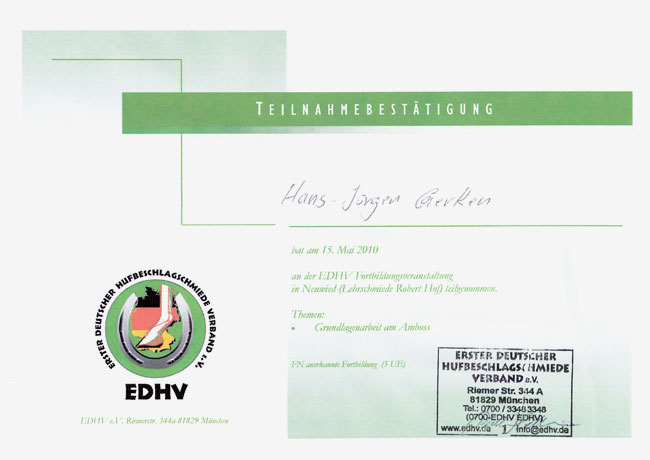 TEILNAHMEBESTÄTIGUNG
Hans-Jürgen Gerken
hat am 15. Mai 2010
an der EDHV Fortbildungsveranstaltung
in Neuwied (Lehrschmiede Robert Hof) teilgenommen.
Themen:
• Grundlagenarbeit am Amboss
FN anerkannte Fortbildung (5 UE)
ERSTER DEUTSCHER HUFBESCHLAGSCHMIEDE VERBAND e.V.
EDHV
EDHV e.V. Riemerstr. 344a 81829 München
ERSTER DEUTSCHER
HUFBESCHLAGSCHMIEDE
VERBAND e.V.
Riemer Str. 344 A
81829 München
Tel.: 0700 / 3348 3348
(0700-EDHV EDHV)
www.edhv.de 1 info@edhv.de